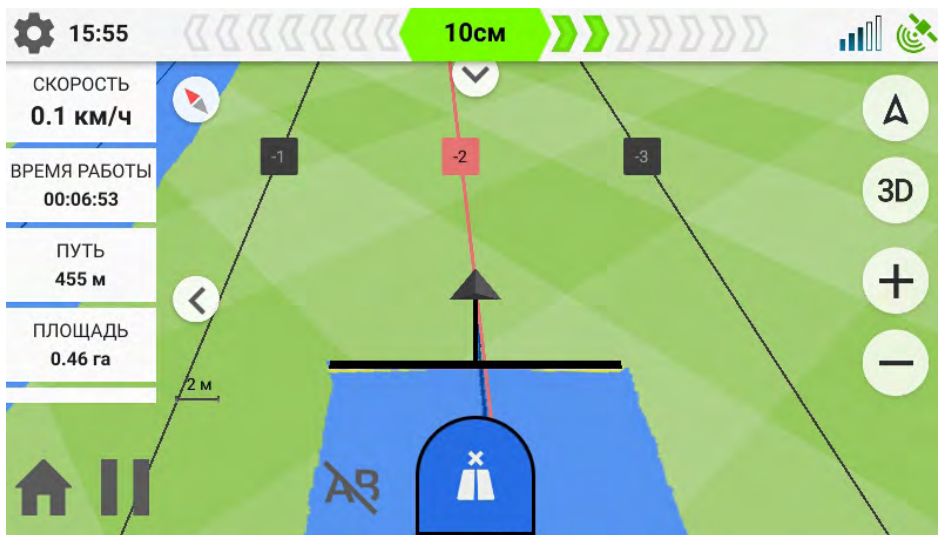 15:55
10см
СКОРОСТЬ
0.1 км/ч
ВРЕМЯ РАБОТЫ
00:06:53
ПУТЬ
455 м
ПЛОЩАДЬ
0.46 га
-1
-2
-3
3D
2 м
AB